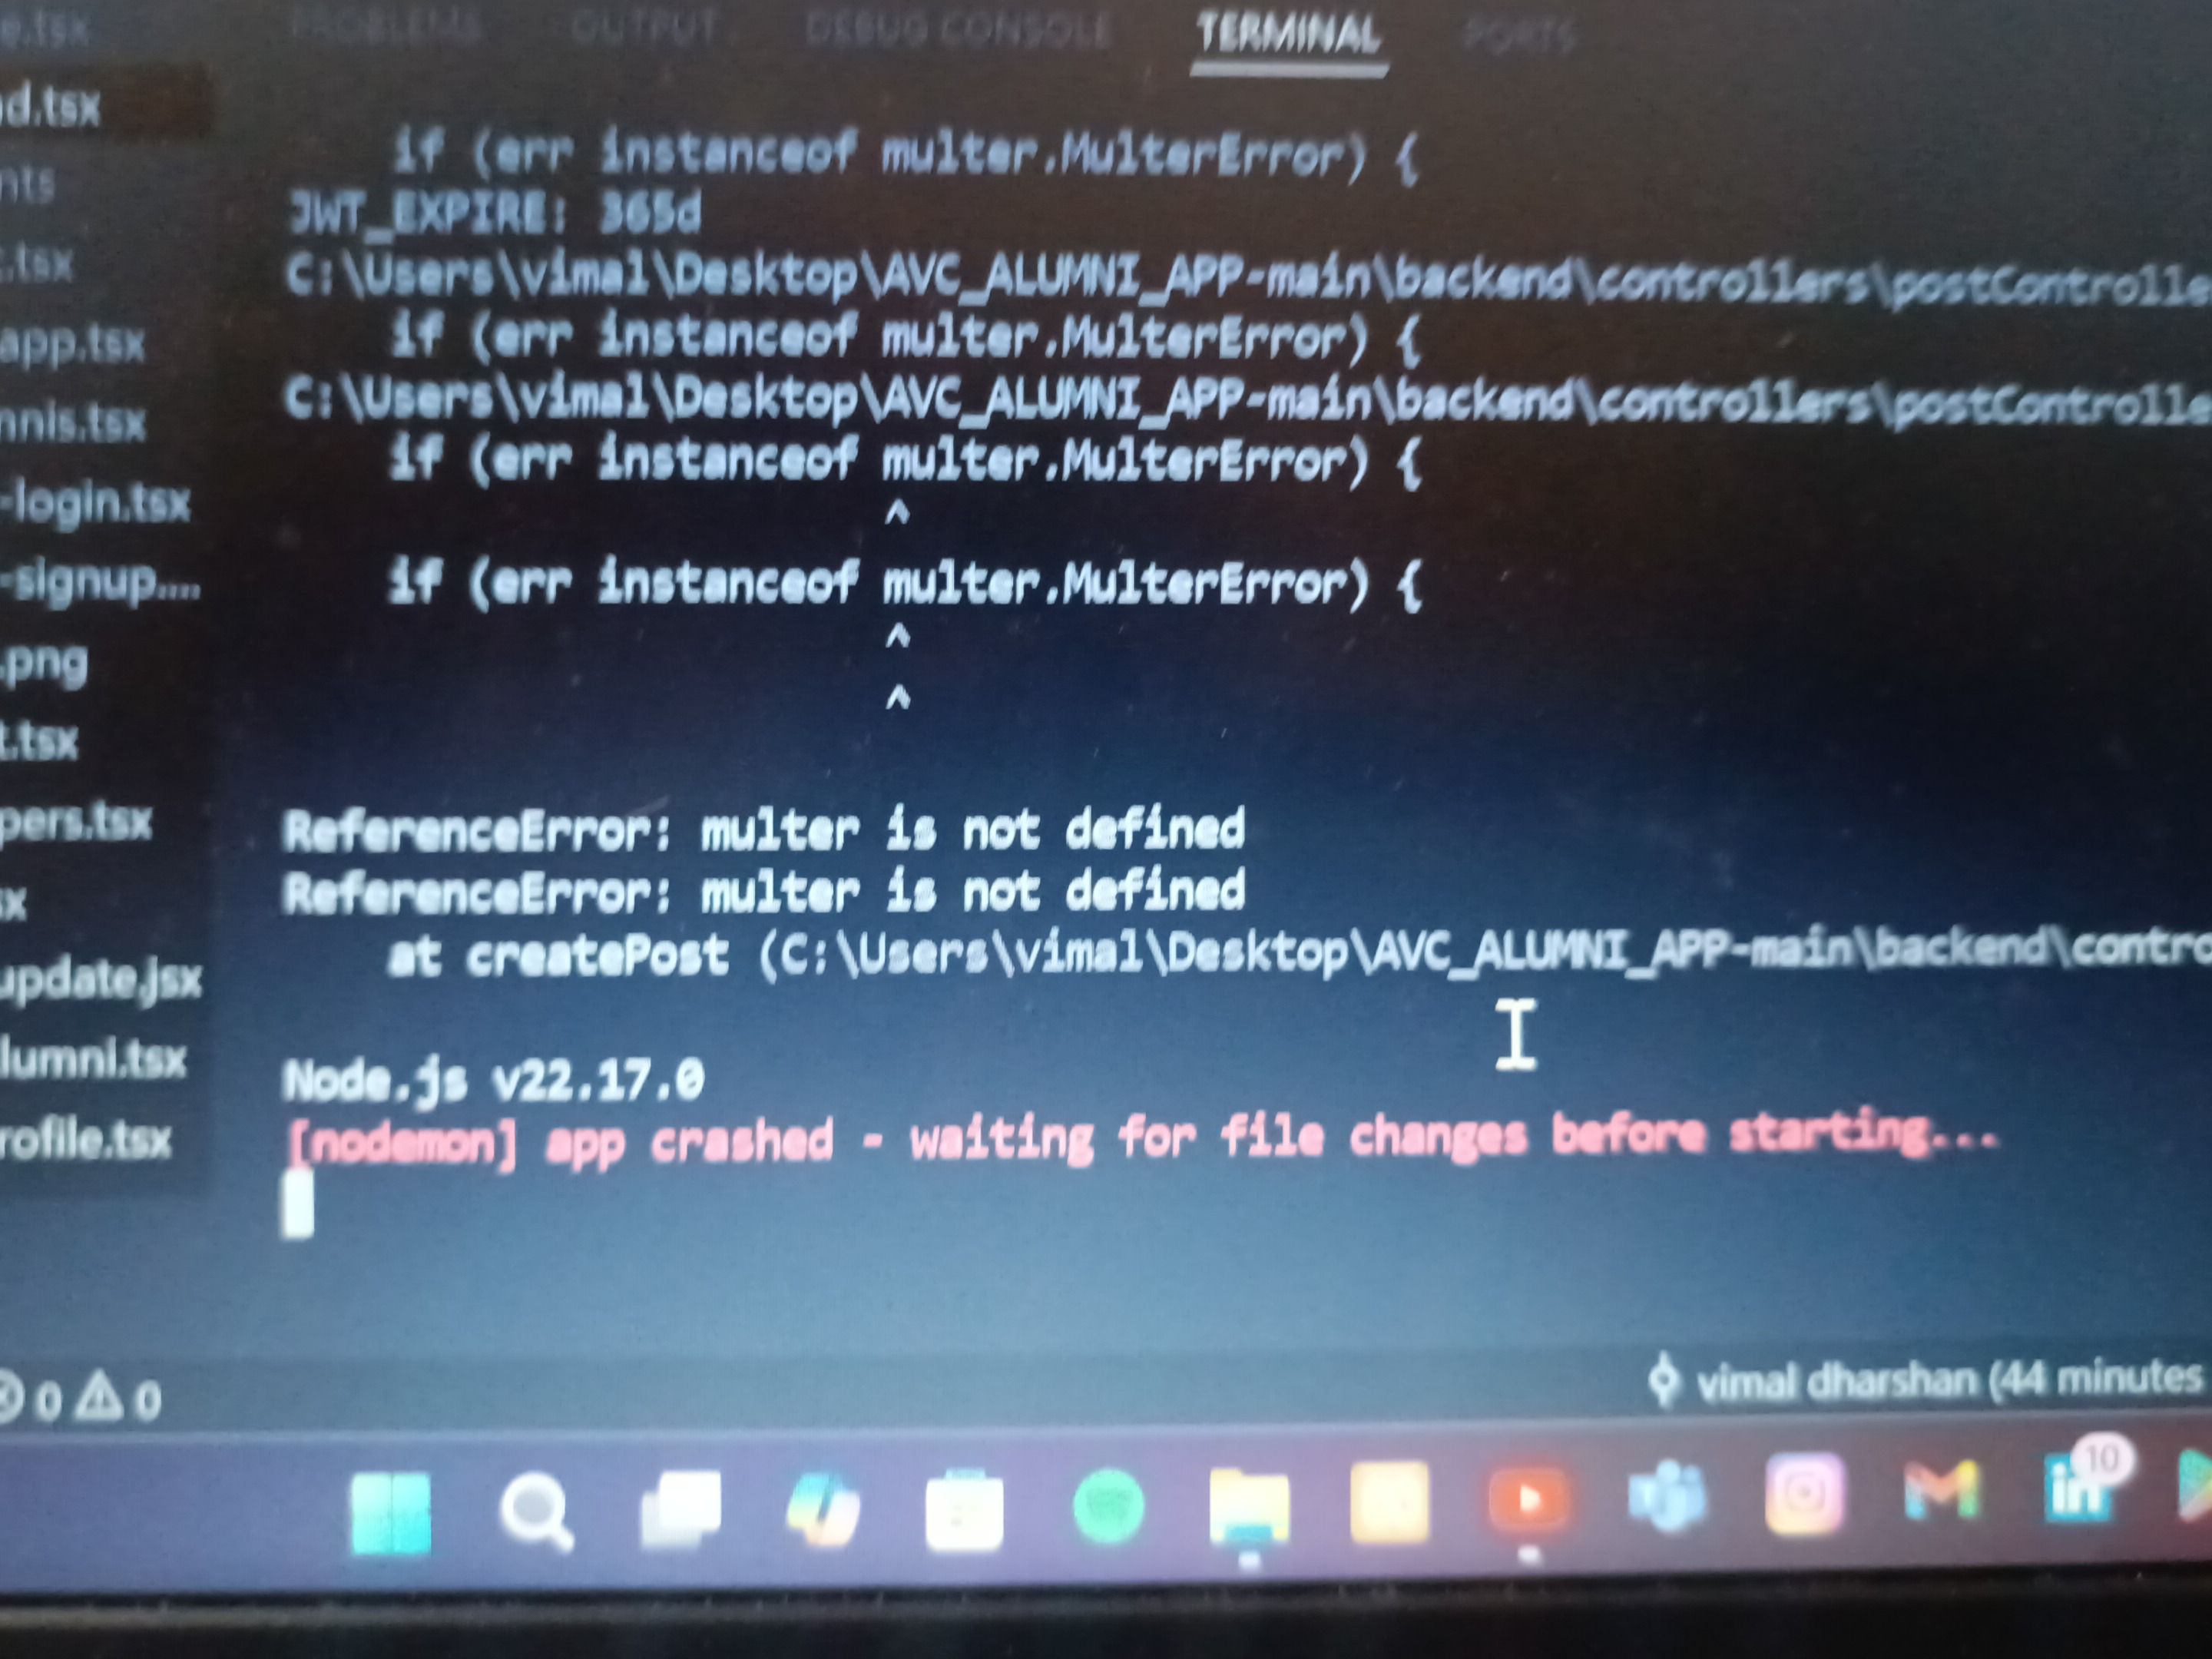 e.tsx
d.tsx
nts
.tsx
app.tsx
nnis.tsx
-login.tsx
-signup....
.png
t.tsx
pers.tsx
sx
update.jsx
lumni.tsx
rofile.tsx
PROBLEMS OUTPUT DEBUG CONSOLE TERMINAL PORTS
if (err instanceof multer.MulterError) {
JWT_EXPIRE: 365d
C:\Users\vimal\Desktop\AVC_ALUMNI_APP-main\backend\controllers\postControlle
if (err instanceof multer.MulterError) {
C:\Users\vimal\Desktop\AVC_ALUMNI_APP-main\backend\controllers\postControlle
if (err instanceof multer.MulterError) {
^
if (err instanceof multer.MulterError) {
^
^
ReferenceError: multer is not defined
ReferenceError: multer is not defined
at createPost (C:\Users\vimal\Desktop\AVC_ALUMNI_APP-main\backend\contro
Node.js v22.17.0
[nodemon] app crashed - waiting for file changes before starting...
0 0
vimal dharshan (44 minutes
in 10